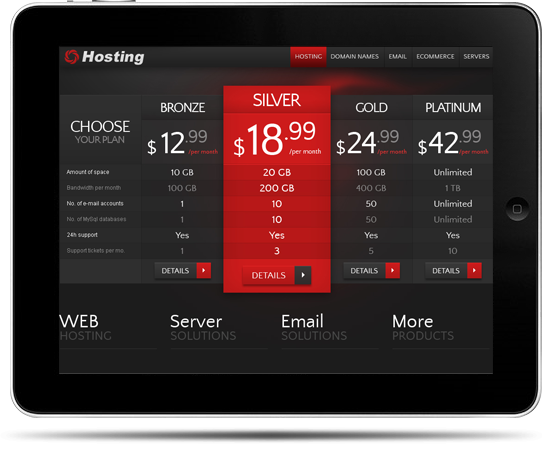 Hosting
HOSTING DOMAIN NAMES EMAIL ECOMMERCE SERVERS
CHOOSE
YOUR PLAN
BRONZE SILVER GOLD PLATINUM
$12.99 $18.99 $24.99 $42.99
/per month /per month /per month /per month
Amount of space 10 GB 20 GB 100 GB Unlimited
Bandwidth per month 100 GB 200 GB 400 GB 1 TB
No. of e-mail accounts 1 10 50 Unlimited
No. of MySql databases 1 10 50 Unlimited
24h support Yes Yes Yes Yes
Support tickets per mo. 1 3 5 10
DETAILS DETAILS DETAILS DETAILS
WEB Server Email More
HOSTING SOLUTIONS SOLUTIONS PRODUCTS